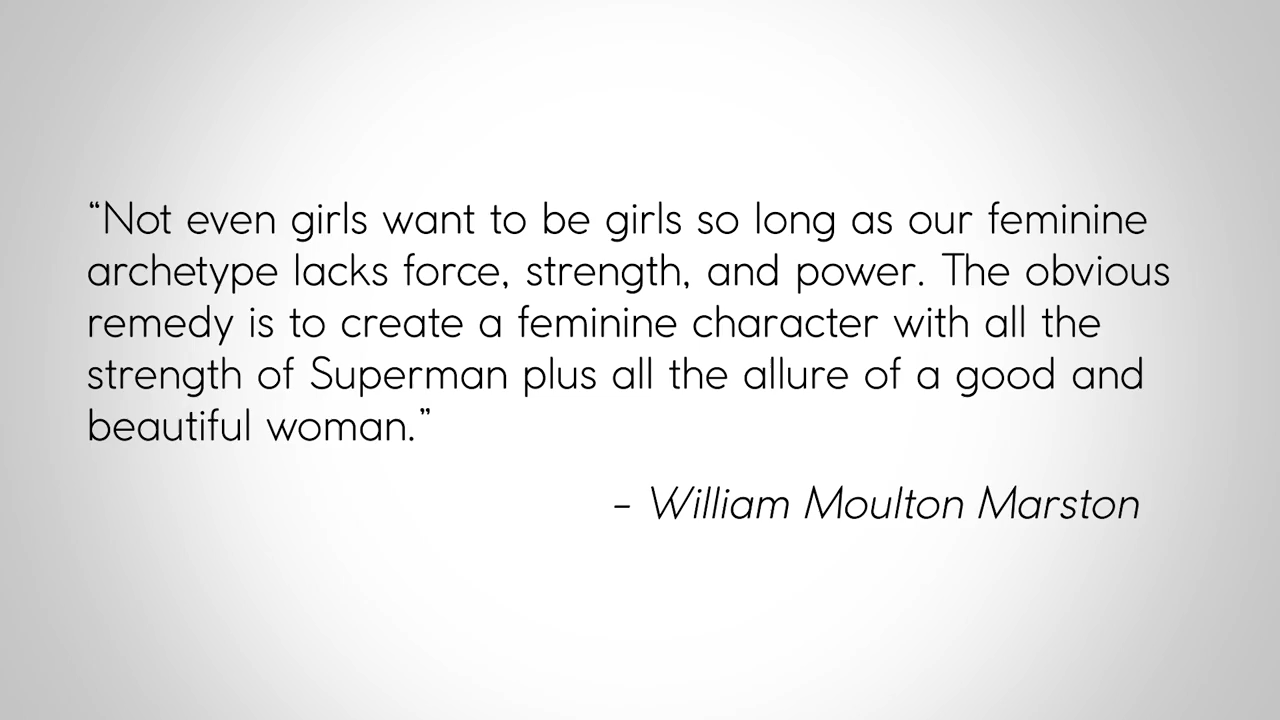 “Not even girls want to be girls so long as our feminine
archetype lacks force, strength, and power. The obvious
remedy is to create a feminine character with all the
strength of Superman plus all the allure of a good and
beautiful woman.”
– William Moulton Marston